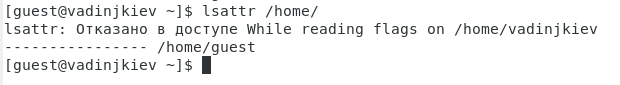 [guest@vadinjkiev ~]$ lsattr /home/
lsattr: Отказано в доступе While reading flags on /home/vadinjkiev
---------------- /home/guest
[guest@vadinjkiev ~]$